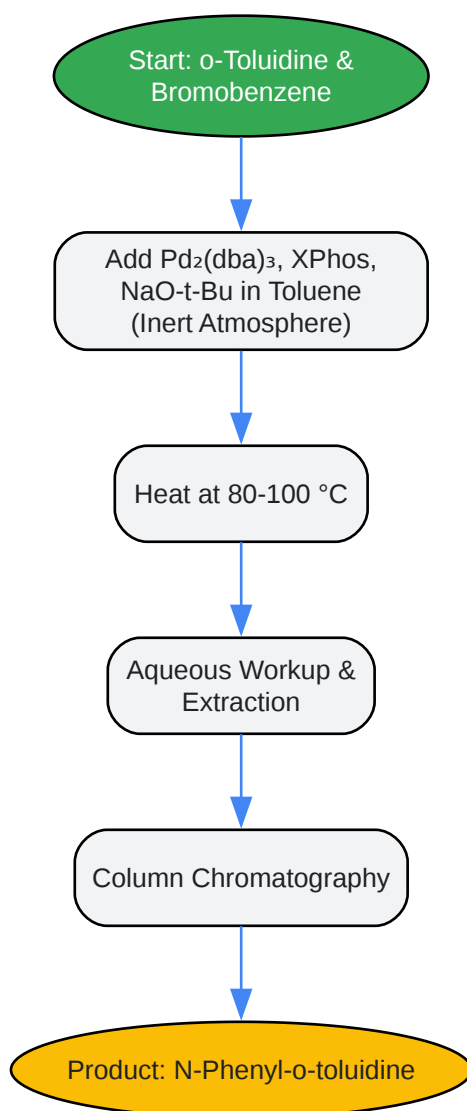 Start: o-Toluidine &
Bromobenzene
Add Pd₂(dba)₃, XPhos,
NaO-t-Bu in Toluene
(Inert Atmosphere)
Heat at 80-100 °C
Aqueous Workup &
Extraction
Column Chromatography
Product: N-Phenyl-o-toluidine